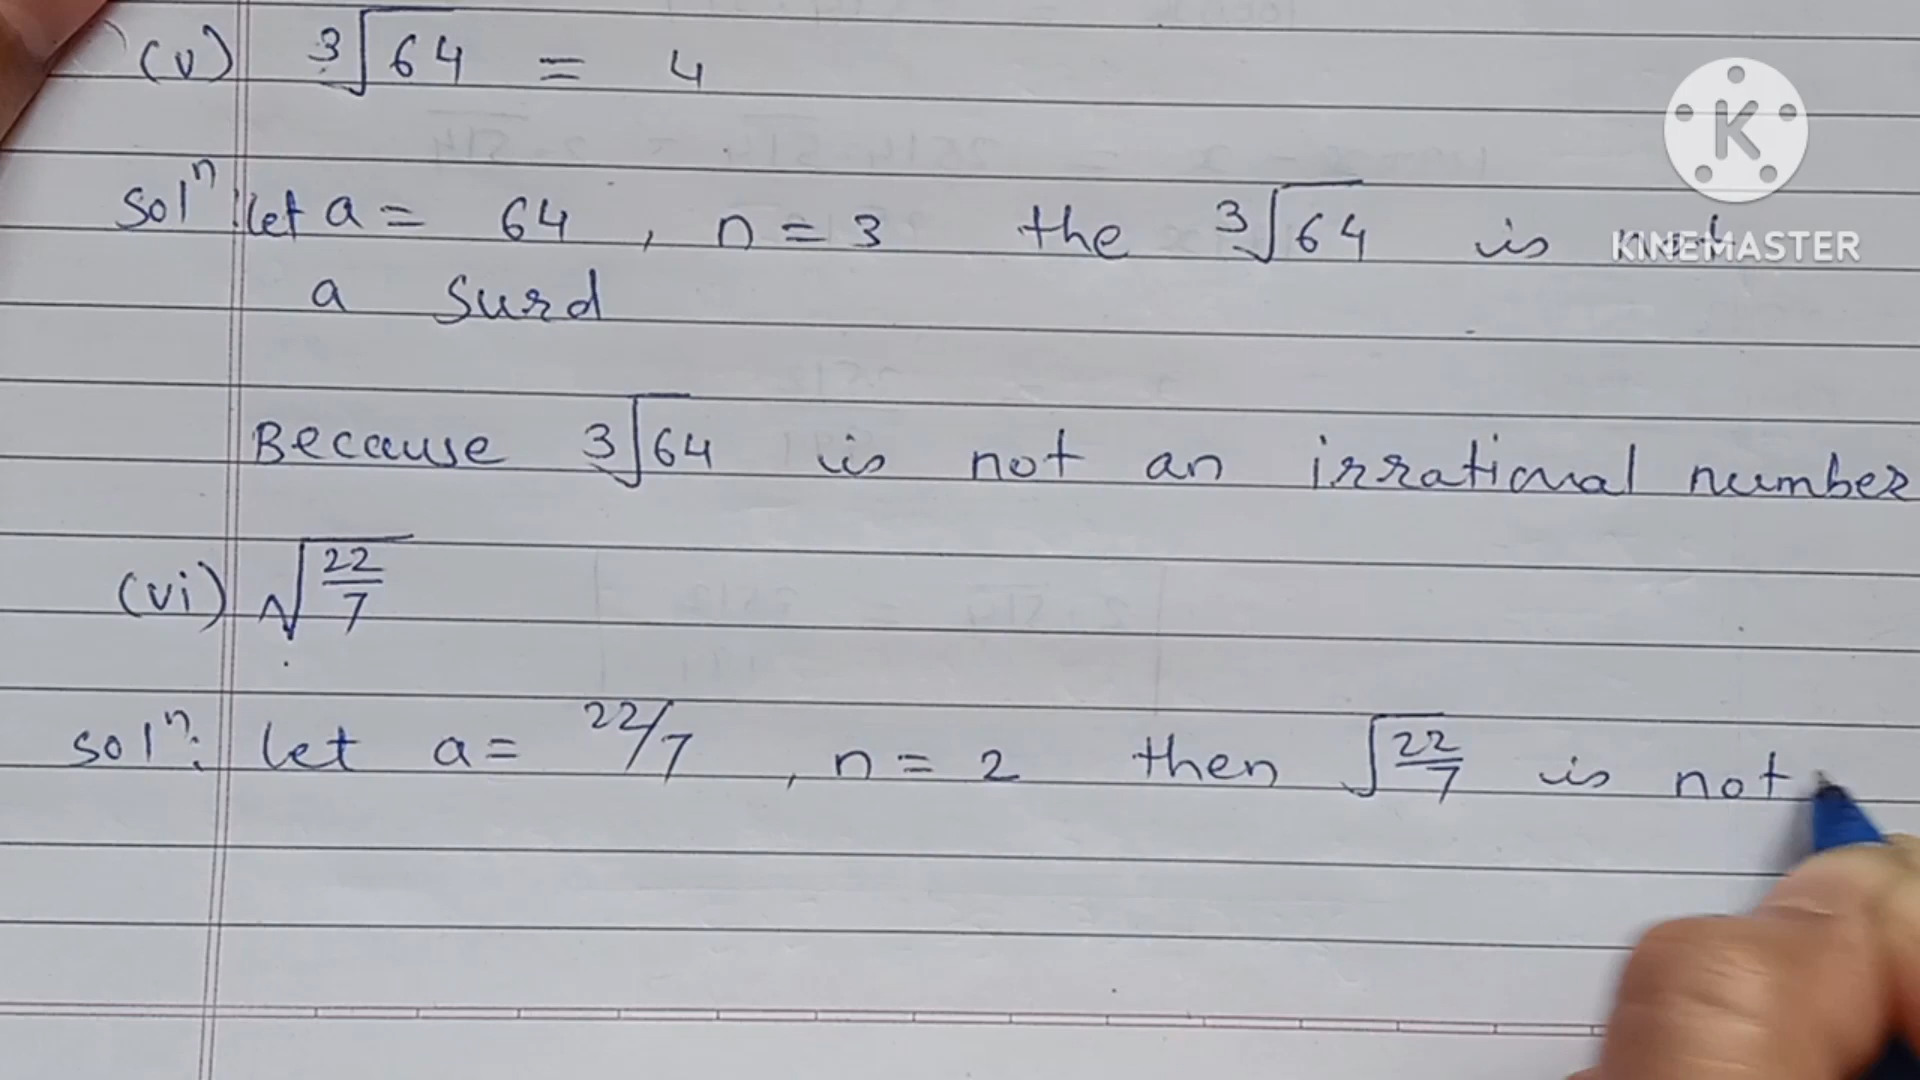 (v) ∛64 = 4
K
KINEMASTER
solⁿ: let a = 64 , n = 3 the ∛64 is not
a surd
Because ∛64 is not an irrational number
(vi) √22/7
solⁿ: let a = 22/7 , n = 2 then √22/7 is not